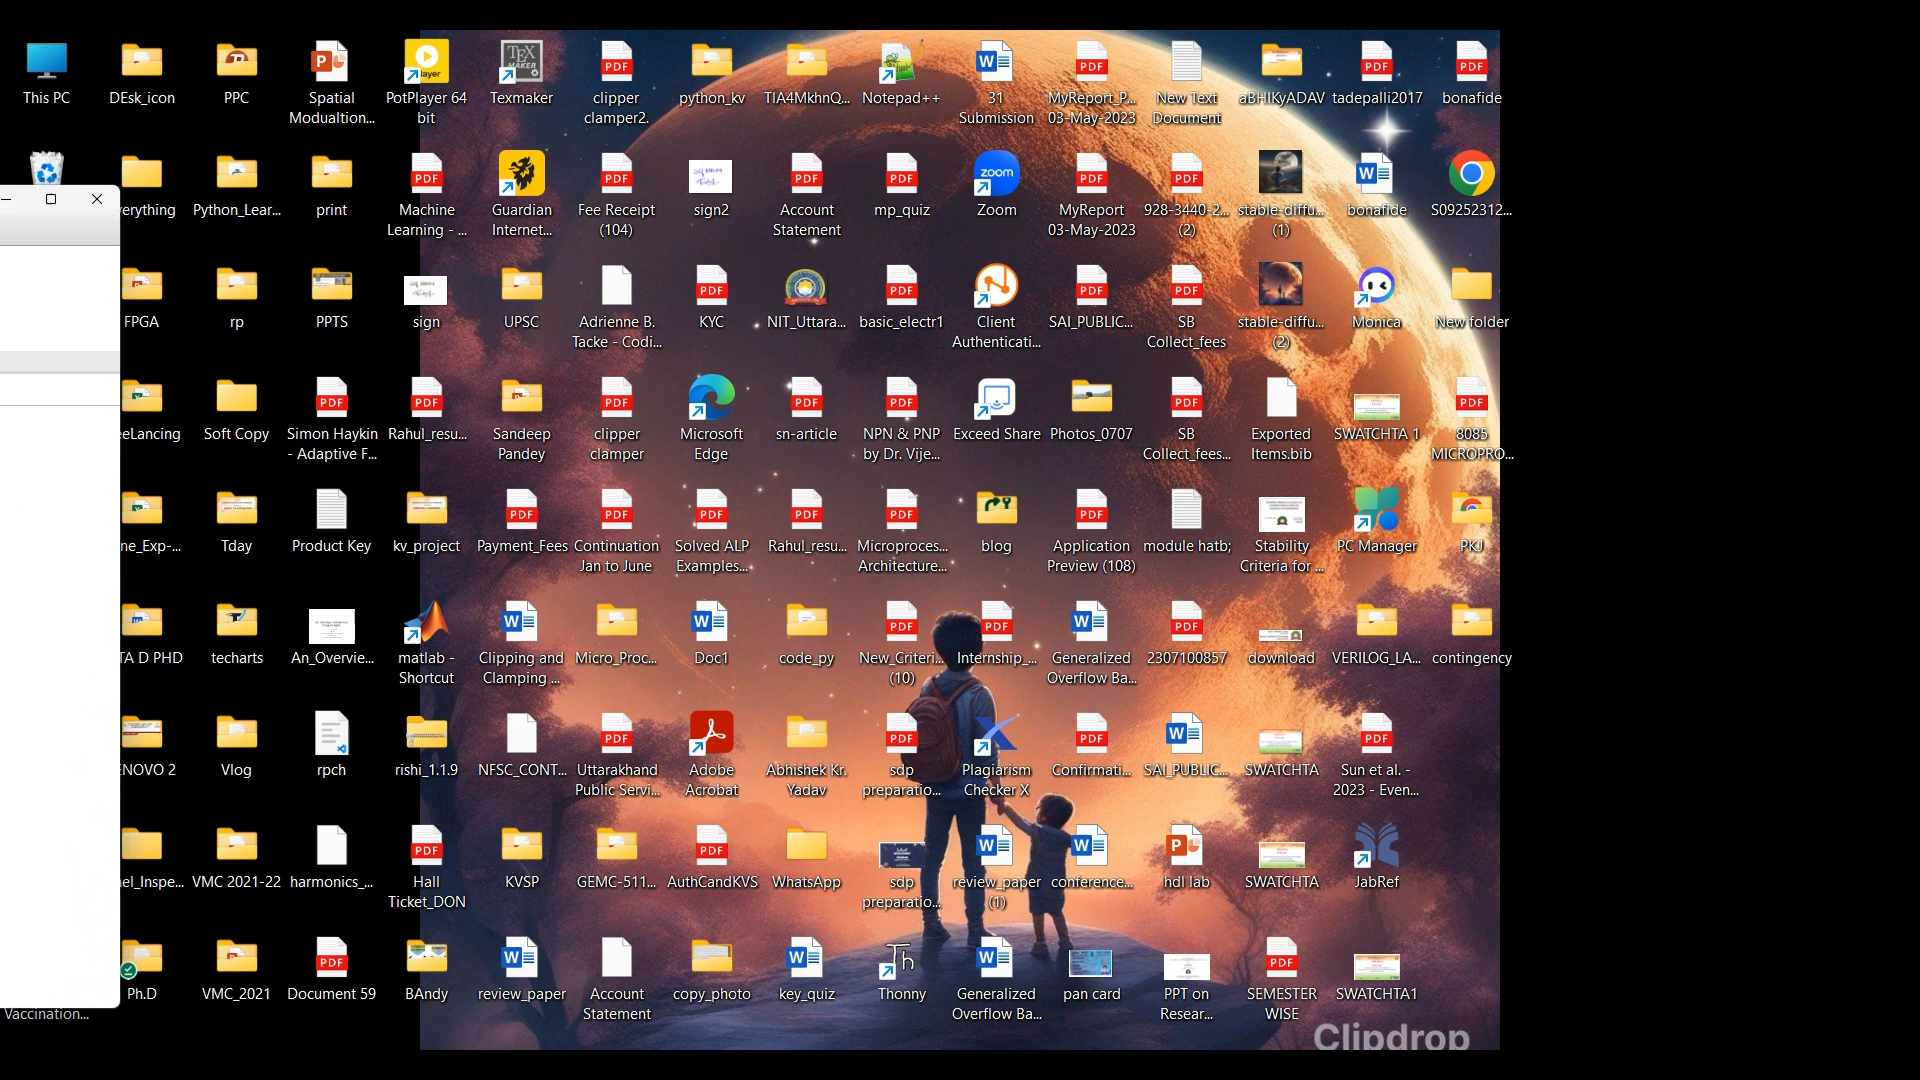 This PC
DEsk_icon
PPC
Spatial
Modualtion...
PotPlayer 64
bit
Texmaker
clipper
clamper2.
python_kv
TIA4MkhnQ...
Notepad++
31
Submission
MyReport_P...
03-May-2023
New Text
Document
aBHIKyADAV
tadepalli2017
bonafide
verything
Python_Lear...
print
Machine
Learning - ...
Guardian
Internet...
Fee Receipt
(104)
sign2
Account
Statement
mp_quiz
zoom
Zoom
MyReport
03-May-2023
928-3440-2...
(2)
stable-diffu...
(1)
bonafide
S09252312...
FPGA
rp
PPTS
sign
UPSC
Adrienne B.
Tacke - Codi...
KYC
NIT_Uttara...
basic_electr1
Client
Authenticati...
SAI_PUBLIC...
SB
Collect_fees
stable-diffu...
(2)
Monica
New folder
eeLancing
Soft Copy
Simon Haykin
- Adaptive F...
Rahul_resu...
Sandeep
Pandey
clipper
clamper
Microsoft
Edge
sn-article
NPN & PNP
by Dr. Vije...
Exceed Share
Photos_0707
SB
Collect_fees...
Exported
Items.bib
SWATCHTA 1
8085
MICROPRO...
ne_Exp-...
Tday
Product Key
kv_project
Payment_Fees
Continuation
Jan to June
Solved ALP
Examples...
Rahul_resu...
Microproces...
Architecture...
blog
Application
Preview (108)
module hatb;
Stability
Criteria for ...
PC Manager
PKJ
TA D PHD
techarts
An_Overvie...
matlab -
Shortcut
Clipping and
Clamping ...
Micro_Proc...
Doc1
code_py
New_Criteri...
(10)
Internship_...
Generalized
Overflow Ba...
2307100857
download
VERILOG_LA...
contingency
ENOVO 2
Vlog
rpch
rishi_1.1.9
NFSC_CONT...
Uttarakhand
Public Servi...
Adobe
Acrobat
Abhishek Kr.
Yadav
sdp
preparatio...
Plagiarism
Checker X
Confirmati...
SAI_PUBLIC...
SWATCHTA
Sun et al. -
2023 - Even...
nel_Inspe...
VMC 2021-22
harmonics_...
Hall
Ticket_DON
KVSP
GEMC-511...
AuthCandKVS
WhatsApp
sdp
preparatio...
review_paper
(1)
conference...
hdl lab
SWATCHTA
JabRef
Ph.D
VMC_2021
Document 59
BAndy
review_paper
Account
Statement
copy_photo
key_quiz
Thonny
Generalized
Overflow Ba...
pan card
PPT on
Resear...
SEMESTER
WISE
SWATCHTA1
Vaccination...
Clipdrop